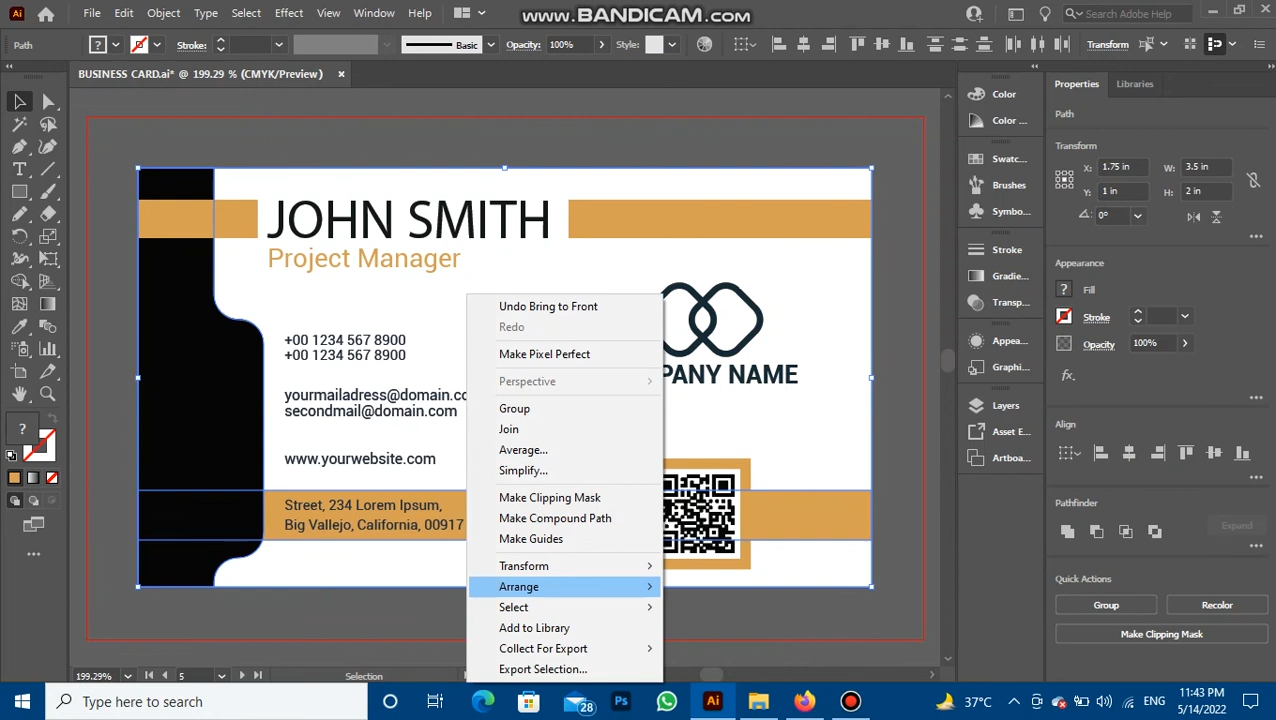 Ai
File Edit Object Type Select Effect View Window Help
www.BANDICAM.com
Search Adobe Help
Path
?
Stroke:
Basic
Opacity: 100%
Style:
Transform
BUSINESS CARD.ai* @ 199.29 % (CMYK/Preview)
JOHN SMITH
Project Manager
+00 1234 567 8900
+00 1234 567 8900
yourmailadress@domain.co
secondmail@domain.com
www.yourwebsite.com
Street, 234 Lorem Ipsum,
Big Vallejo, California, 00917
PANY NAME
Undo Bring to Front
Redo
Make Pixel Perfect
Perspective
Group
Join
Average...
Simplify...
Make Clipping Mask
Make Compound Path
Make Guides
Transform
Arrange
Select
Add to Library
Collect For Export
Export Selection...
Color
Color ...
Swatc...
Brushes
Symbo...
Stroke
Gradie...
Transp...
Appea...
Graphi...
Layers
Asset E...
Artboa...
Properties Libraries
Path
Transform
X: 1.75 in W: 3.5 in
Y: 1 in H: 2 in
0°
Appearance
? Fill
Stroke
Opacity 100%
fx
Align
Pathfinder
Expand
Quick Actions
Group Recolor
Make Clipping Mask
?
199.29% 5 Selection
Type here to search
28
Ps
Ai
37°C
ENG
11:43 PM
5/14/2022